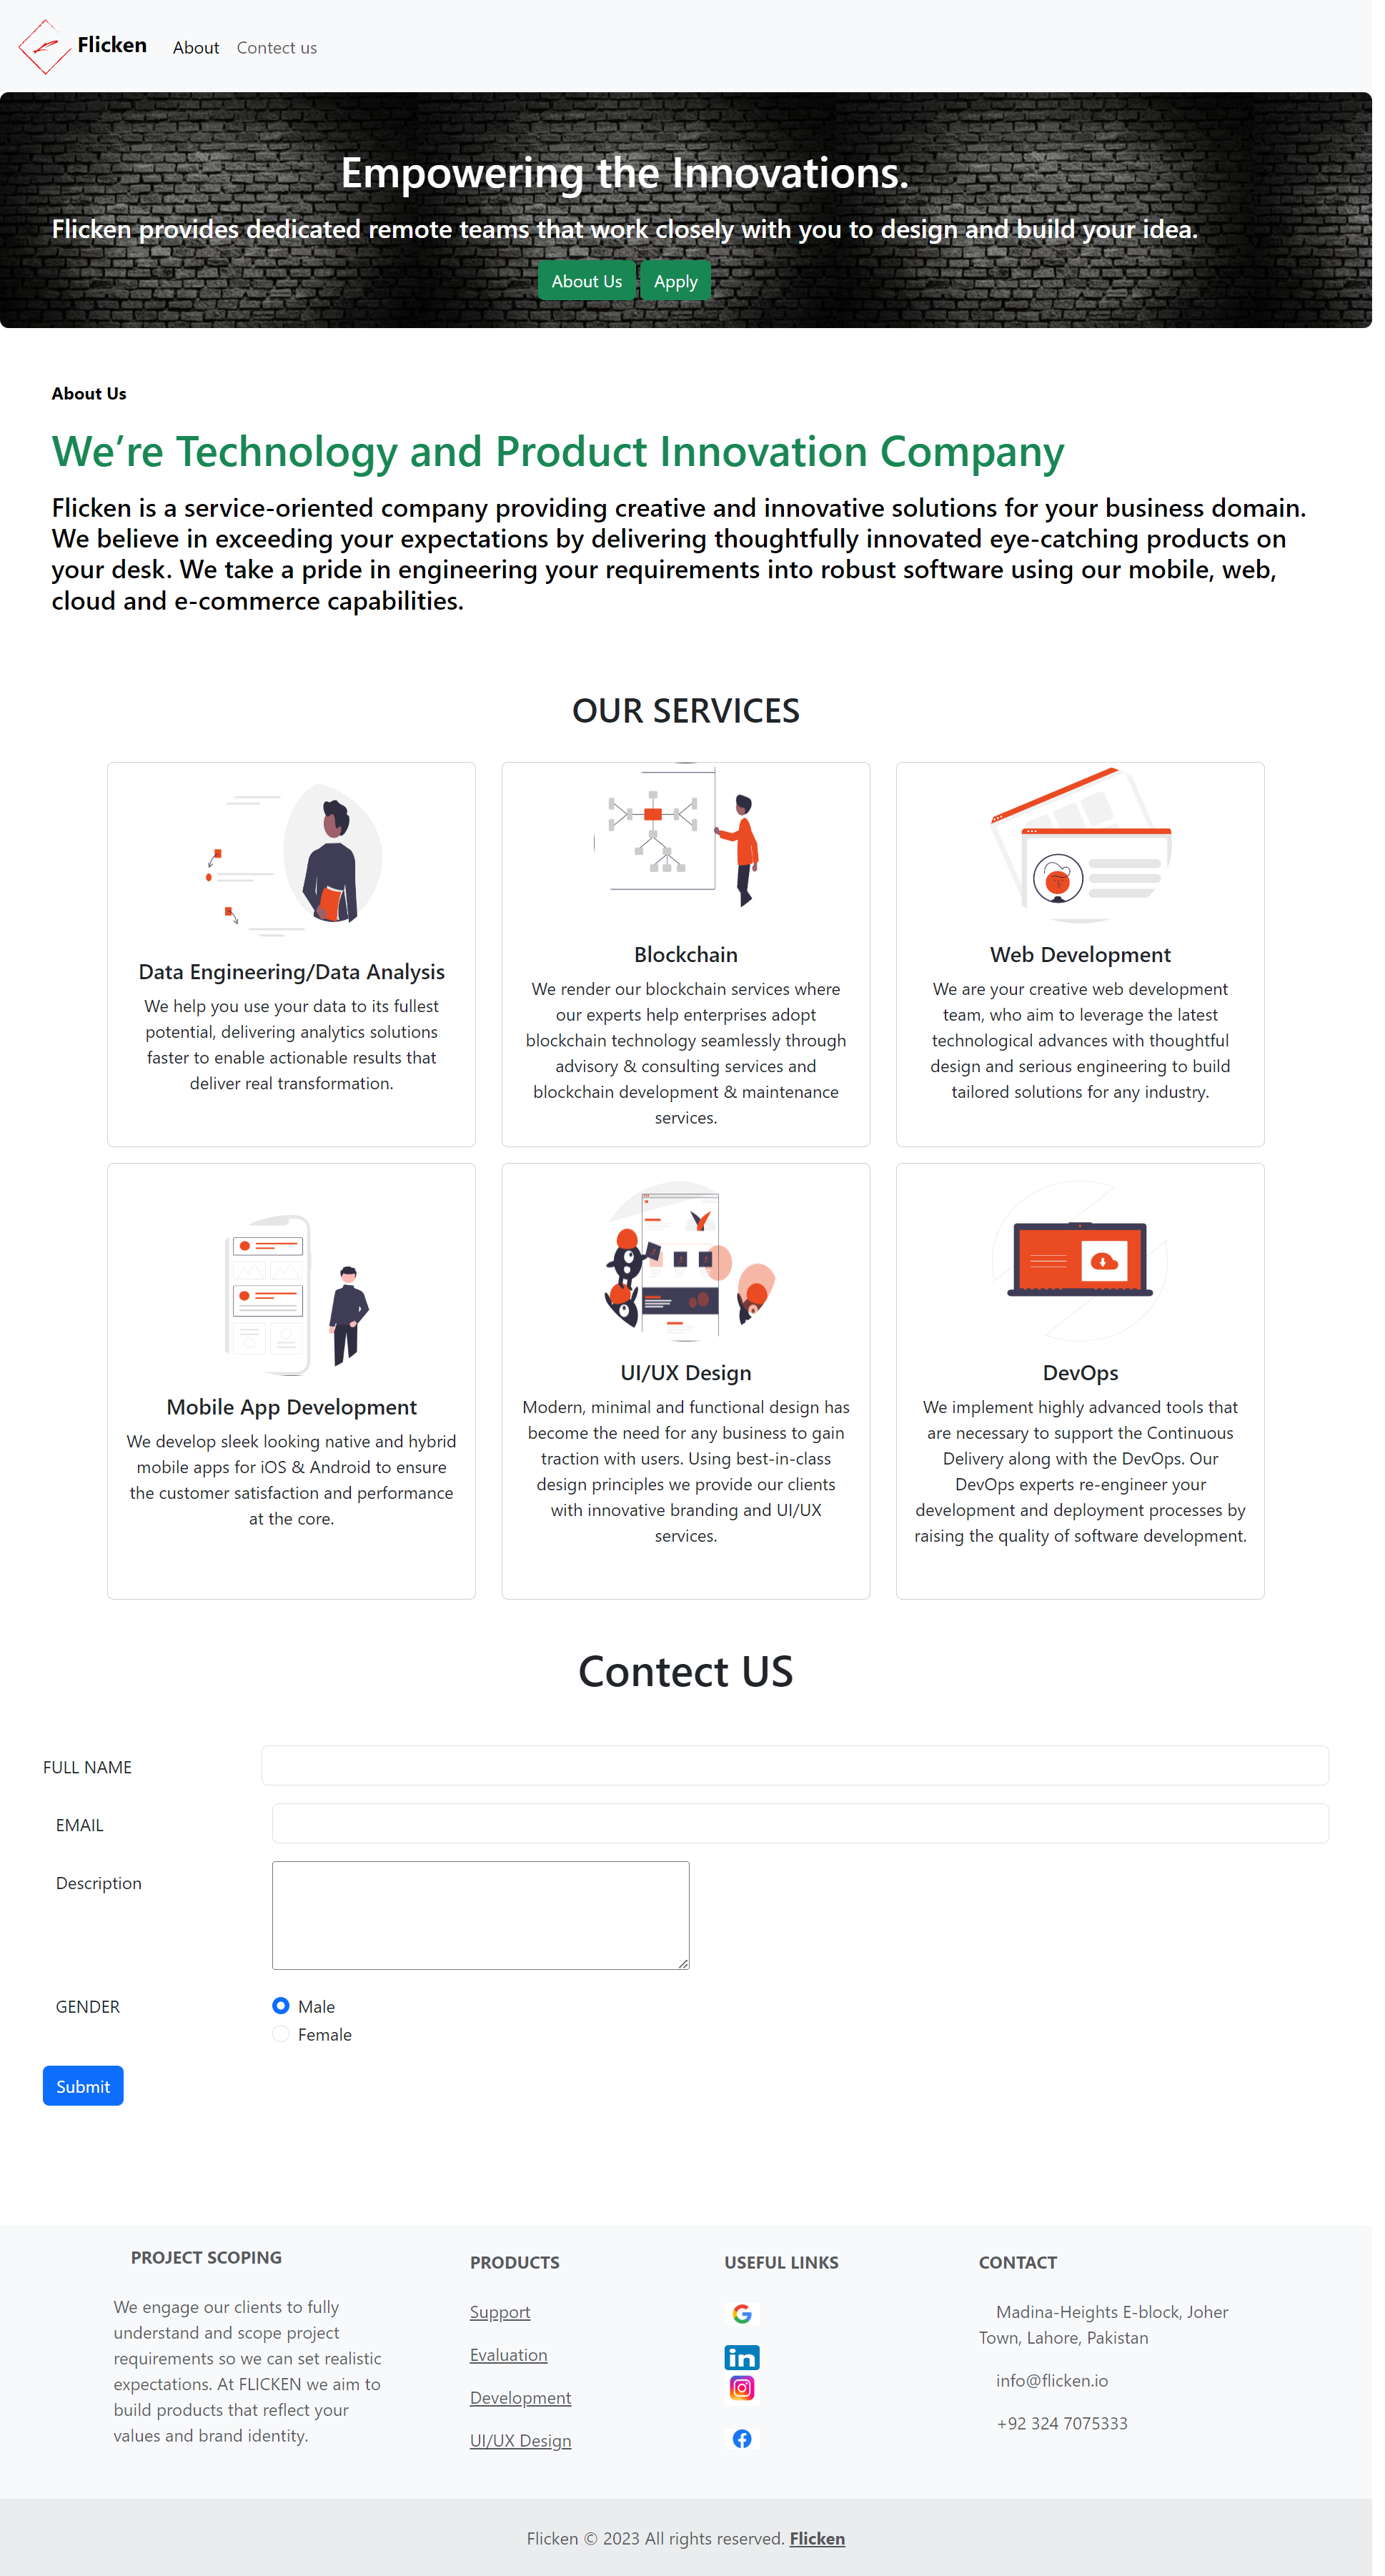 Flicken
About
Contect us
Empowering the Innovations.
Flicken provides dedicated remote teams that work closely with you to design and build your idea.
About Us
Apply
About Us
We’re Technology and Product Innovation Company
Flicken is a service-oriented company providing creative and innovative solutions for your business domain.
We believe in exceeding your expectations by delivering thoughtfully innovated eye-catching products on
your desk. We take a pride in engineering your requirements into robust software using our mobile, web,
cloud and e-commerce capabilities.
OUR SERVICES
Data Engineering/Data Analysis
We help you use your data to its fullest
potential, delivering analytics solutions
faster to enable actionable results that
deliver real transformation.
Blockchain
We render our blockchain services where
our experts help enterprises adopt
blockchain technology seamlessly through
advisory & consulting services and
blockchain development & maintenance
services.
Web Development
We are your creative web development
team, who aim to leverage the latest
technological advances with thoughtful
design and serious engineering to build
tailored solutions for any industry.
Mobile App Development
We develop sleek looking native and hybrid
mobile apps for iOS & Android to ensure
the customer satisfaction and performance
at the core.
UI/UX Design
Modern, minimal and functional design has
become the need for any business to gain
traction with users. Using best-in-class
design principles we provide our clients
with innovative branding and UI/UX
services.
DevOps
We implement highly advanced tools that
are necessary to support the Continuous
Delivery along with the DevOps. Our
DevOps experts re-engineer your
development and deployment processes by
raising the quality of software development.
Contect US
FULL NAME
EMAIL
Description
GENDER
Male
Female
Submit
PROJECT SCOPING
We engage our clients to fully
understand and scope project
requirements so we can set realistic
expectations. At FLICKEN we aim to
build products that reflect your
values and brand identity.
PRODUCTS
Support
Evaluation
Development
UI/UX Design
USEFUL LINKS
in
CONTACT
Madina-Heights E-block, Joher
Town, Lahore, Pakistan
info@flicken.io
+92 324 7075333
Flicken © 2023 All rights reserved. Flicken